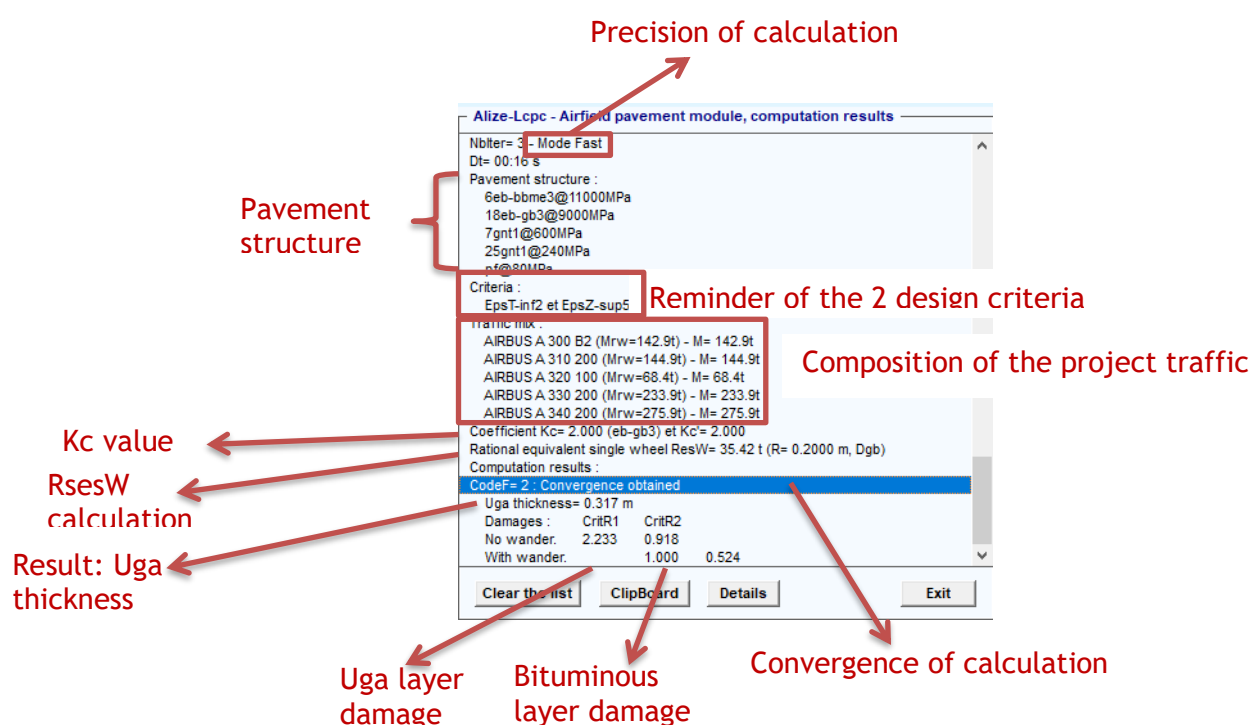 Precision of calculation
Alize-Lcpc - Airfield pavement module, computation results
NbIter= 3 - Mode Fast
Dt= 00:16 s
Pavement structure :
6eb-bbme3@11000MPa
18eb-gb3@9000MPa
7gnt1@600MPa
25gnt1@240MPa
pf@80MPa
Pavement
structure
Criteria :
EpsT-inf2 et EpsZ-sup5
Reminder of the 2 design criteria
Traffic mix :
AIRBUS A 300 B2 (Mrw=142.9t) - M= 142.9t
AIRBUS A 310 200 (Mrw=144.9t) - M= 144.9t
AIRBUS A 320 100 (Mrw=68.4t) - M= 68.4t
AIRBUS A 330 200 (Mrw=233.9t) - M= 233.9t
AIRBUS A 340 200 (Mrw=275.9t) - M= 275.9t
Composition of the project traffic
Kc value
Coefficient Kc= 2.000 (eb-gb3) et Kc'= 2.000
Rational equivalent single wheel ResW= 35.42 t (R= 0.2000 m, Dgb)
RsesW
calculation
Computation results :
CodeF= 2 : Convergence obtained
Uga thickness= 0.317 m
Damages : CritR1 CritR2
No wander. 2.233 0.918
With wander. 1.000 0.524
Result: Uga
thickness
Clear the list ClipBoard Details Exit
Uga layer
damage
Bituminous
layer damage
Convergence of calculation